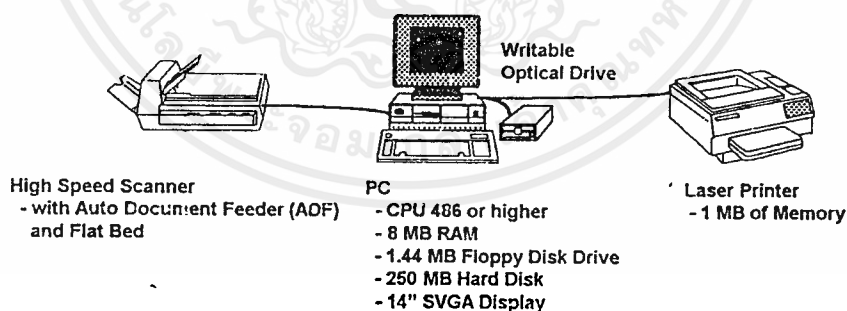 Writable
Optical Drive
High Speed Scanner
- with Auto Document Feeder (ADF)
and Flat Bed
PC
- CPU 486 or higher
- 8 MB RAM
- 1.44 MB Floppy Disk Drive
- 250 MB Hard Disk
- 14" SVGA Display
Laser Printer
- 1 MB of Memory